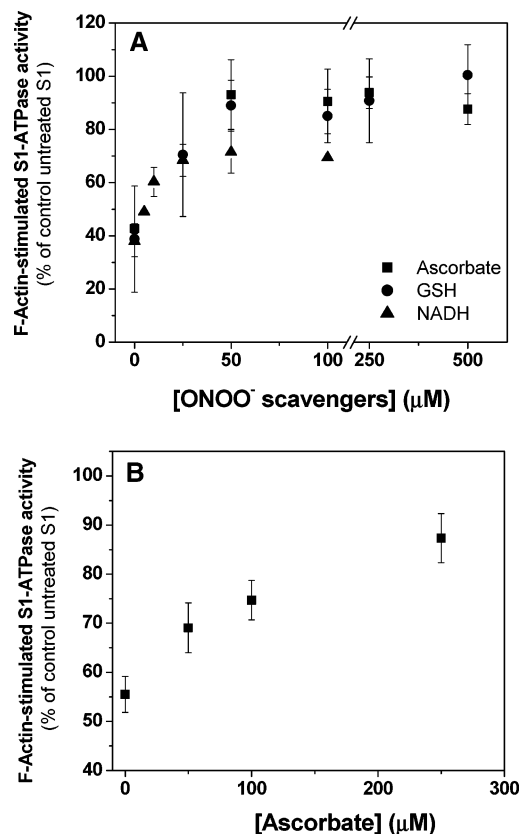 A
F-Actin-stimulated S1-ATPase activity
(% of control untreated S1)
120
100
80
60
40
20
0
Ascorbate
GSH
NADH
0
50
100
250
500
[ONOO⁻ scavengers] (μM)
B
F-Actin-stimulated S1-ATPase activity
(% of control untreated S1)
100
90
80
70
60
50
40
0
100
200
300
[Ascorbate] (μM)